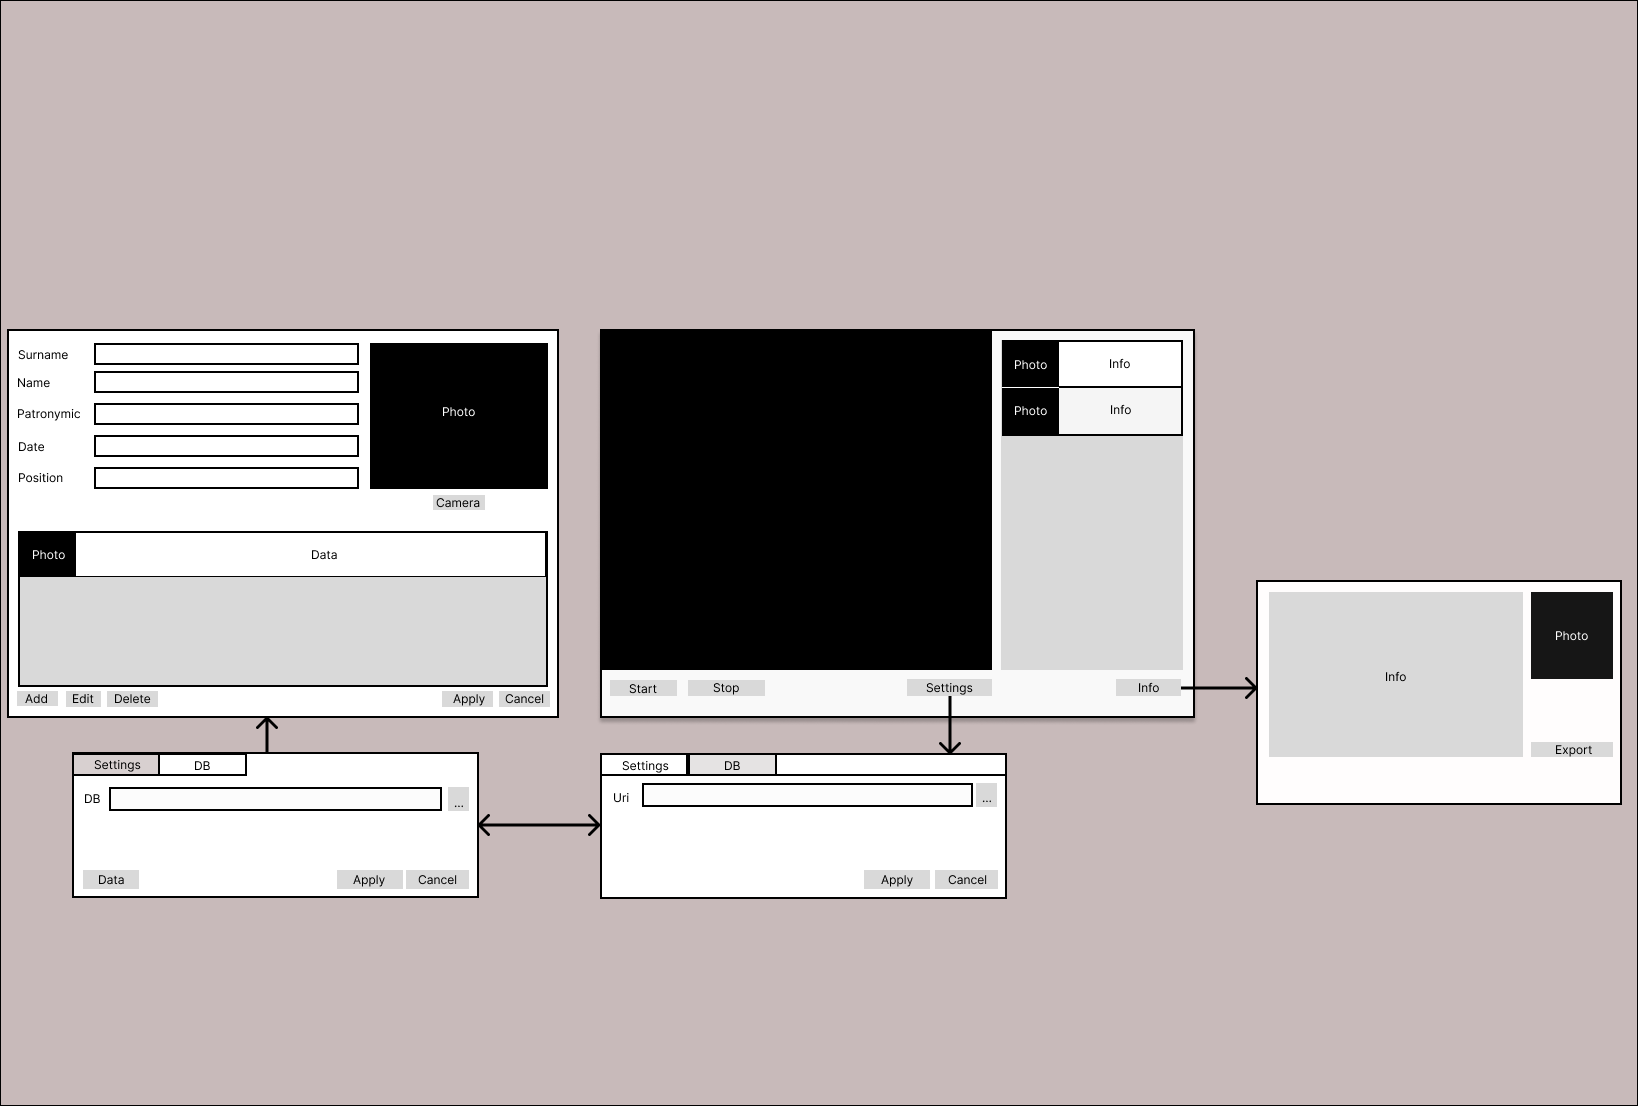 Surname
Name
Patronymic
Date
Position
Photo
Camera
Photo
Data
Add
Edit
Delete
Apply
Cancel
Photo
Info
Photo
Info
Start
Stop
Settings
Info
Settings
DB
DB
...
Data
Apply
Cancel
Settings
DB
Uri
...
Apply
Cancel
Info
Photo
Export